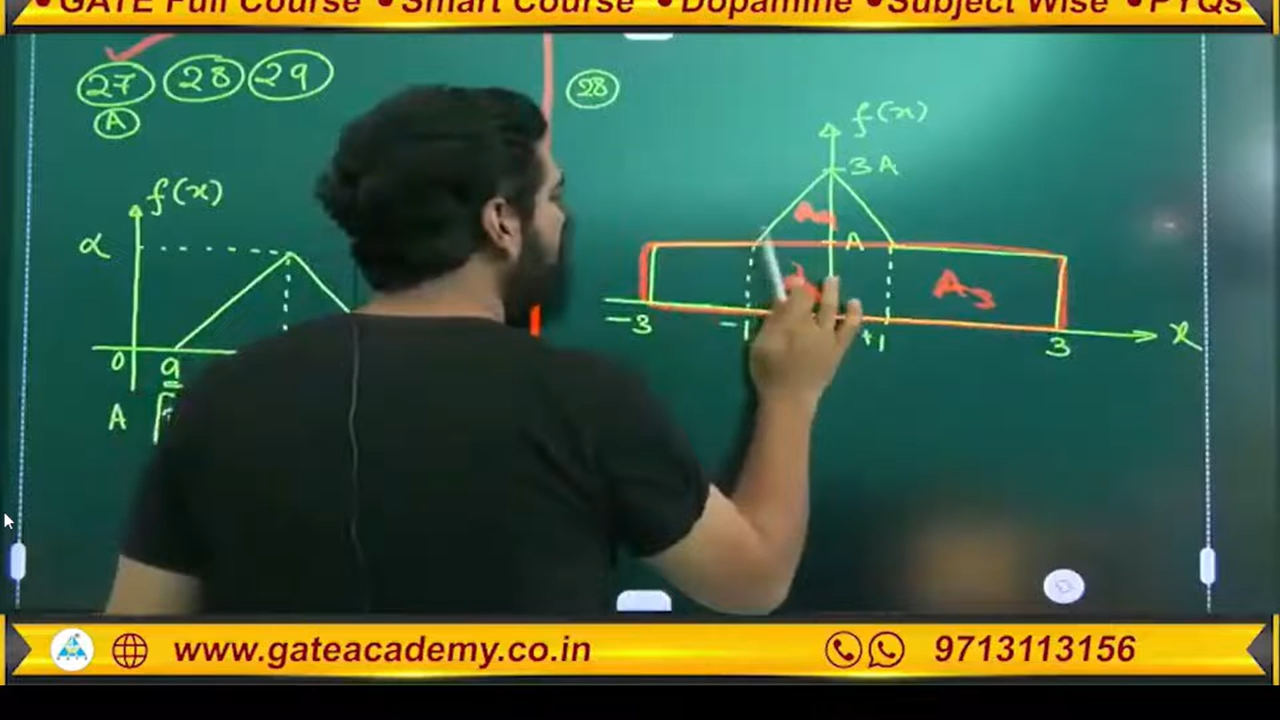 •GATE Full Course •Smart Course •Dopamine •Subject Wise •PYQs
27 28 29
A
28
f(x)
3A
A
A3
-3 -1 +1 3 x
f(x)
α
0 a
A
www.gateacademy.co.in 9713113156